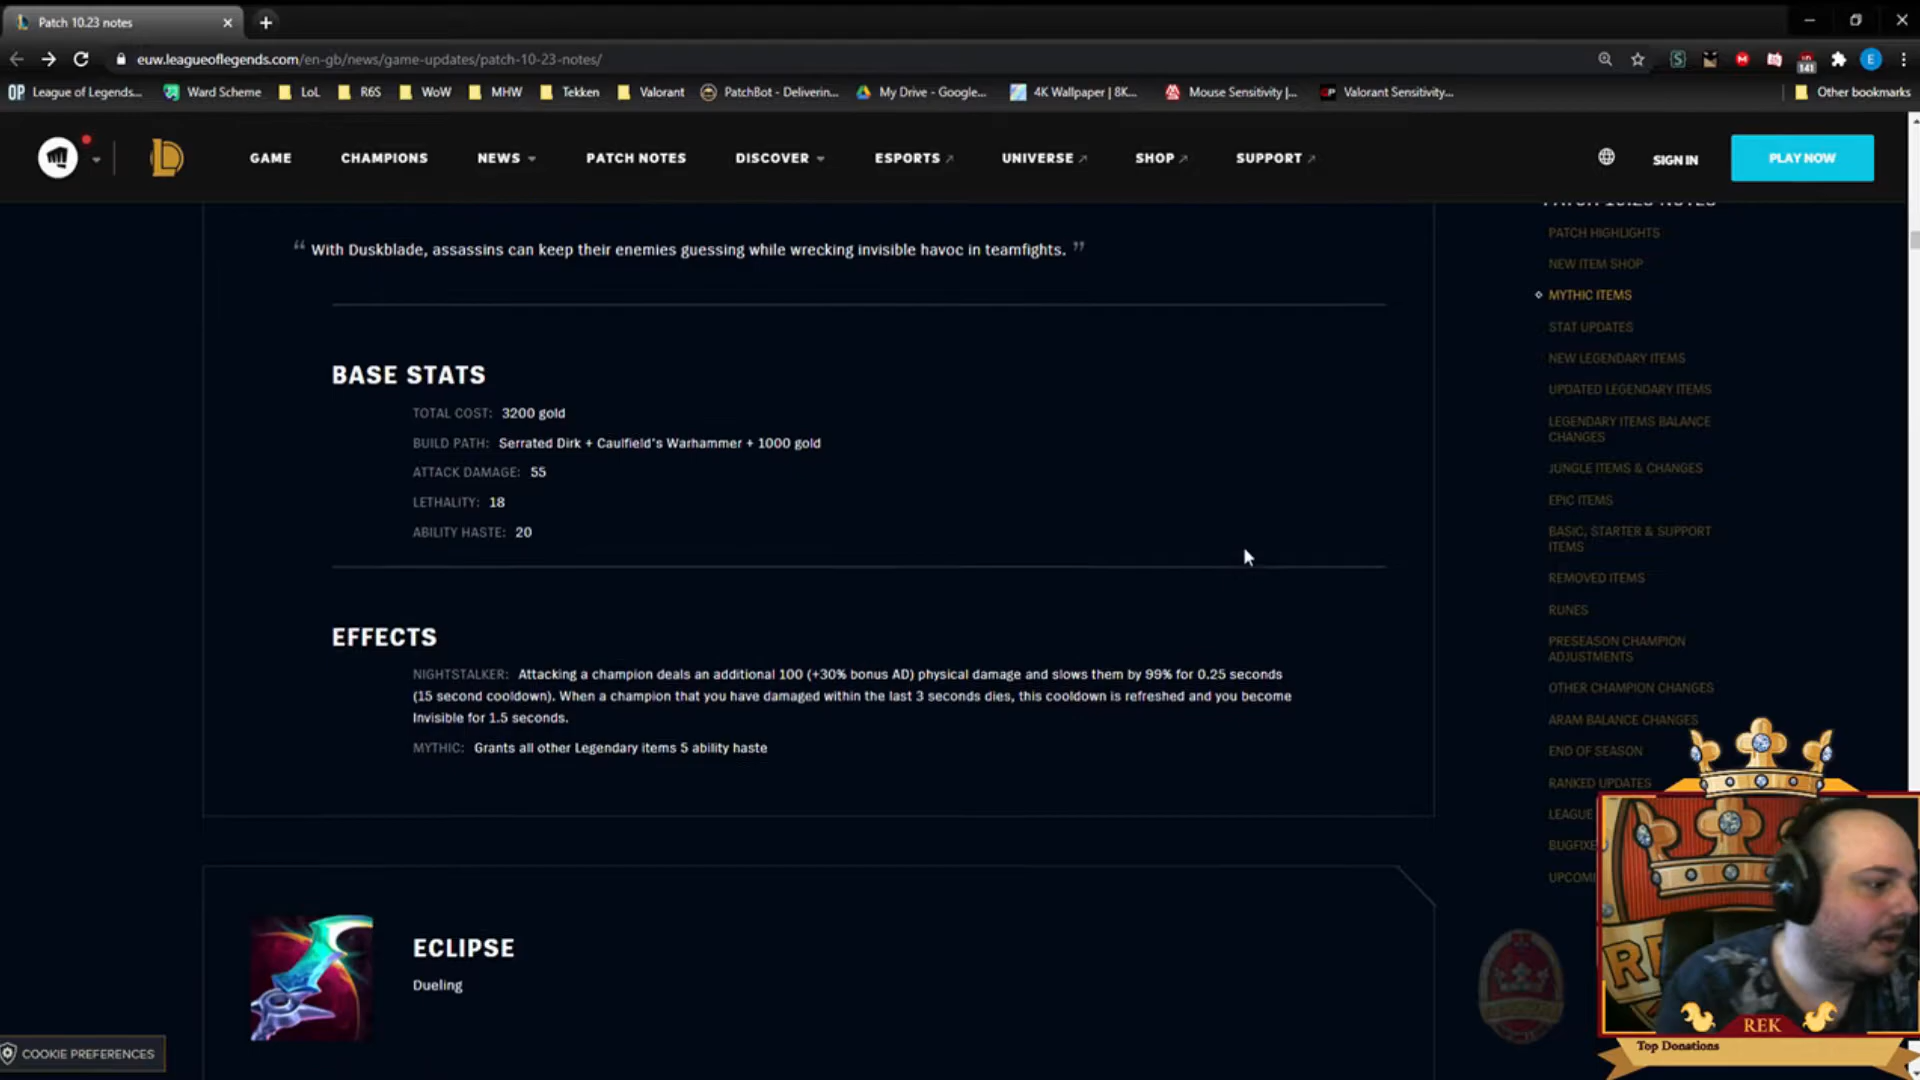 Patch 10.23 notes
euw.leagueoflegends.com/en-gb/news/game-updates/patch-10-23-notes/
141
E
OP League of Legends...
Ward Scheme
LoL
R6S
WoW
MHW
Tekken
Valorant
PatchBot - Deliverin...
My Drive - Google...
4K Wallpaper | 8K...
Mouse Sensitivity |...
Valorant Sensitivity...
Other bookmarks
GAME
CHAMPIONS
NEWS
PATCH NOTES
DISCOVER
ESPORTS
UNIVERSE
SHOP
SUPPORT
SIGN IN
PLAY NOW
“ With Duskblade, assassins can keep their enemies guessing while wrecking invisible havoc in teamfights. ”
BASE STATS
TOTAL COST: 3200 gold
BUILD PATH: Serrated Dirk + Caulfield's Warhammer + 1000 gold
ATTACK DAMAGE: 55
LETHALITY: 18
ABILITY HASTE: 20
EFFECTS
NIGHTSTALKER: Attacking a champion deals an additional 100 (+30% bonus AD) physical damage and slows them by 99% for 0.25 seconds
(15 second cooldown). When a champion that you have damaged within the last 3 seconds dies, this cooldown is refreshed and you become
Invisible for 1.5 seconds.
MYTHIC: Grants all other Legendary items 5 ability haste
ECLIPSE
Dueling
PATCH 10.23 NOTES
PATCH HIGHLIGHTS
NEW ITEM SHOP
MYTHIC ITEMS
STAT UPDATES
NEW LEGENDARY ITEMS
UPDATED LEGENDARY ITEMS
LEGENDARY ITEMS BALANCE
CHANGES
JUNGLE ITEMS & CHANGES
EPIC ITEMS
BASIC, STARTER & SUPPORT
ITEMS
REMOVED ITEMS
RUNES
PRESEASON CHAMPION
ADJUSTMENTS
OTHER CHAMPION CHANGES
ARAM BALANCE CHANGES
END OF SEASON
RANKED UPDATES
LEAGUE
BUGFIXE
UPCOMI
REK
Top Donations
COOKIE PREFERENCES